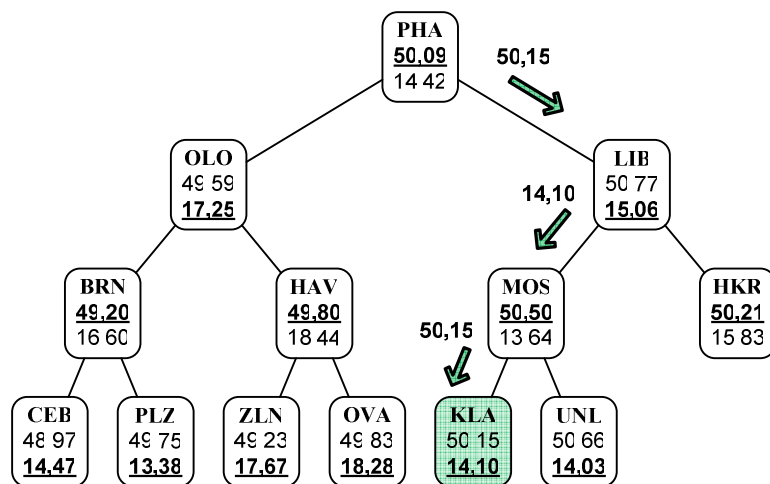 PHA
50,09
14 42
50,15
OLO
49 59
17,25
LIB
50 77
15,06
14,10
BRN
49,20
16 60
HAV
49,80
18 44
MOS
50,50
13 64
HKR
50,21
15 83
50,15
CEB
48 97
14,47
PLZ
49 75
13,38
ZLN
49 23
17,67
OVA
49 83
18,28
KLA
50 15
14,10
UNL
50 66
14,03